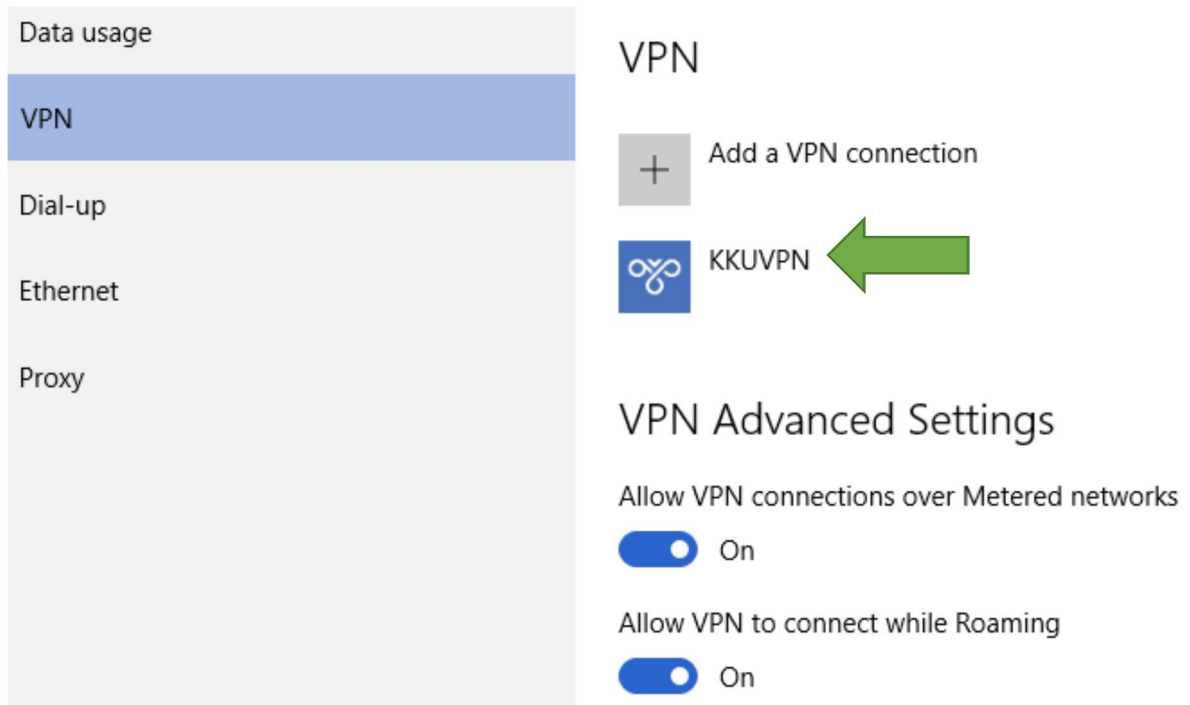 Data usage
VPN
Dial-up
Ethernet
Proxy
VPN
Add a VPN connection
KKUVPN
VPN Advanced Settings
Allow VPN connections over Metered networks
On
Allow VPN to connect while Roaming
On